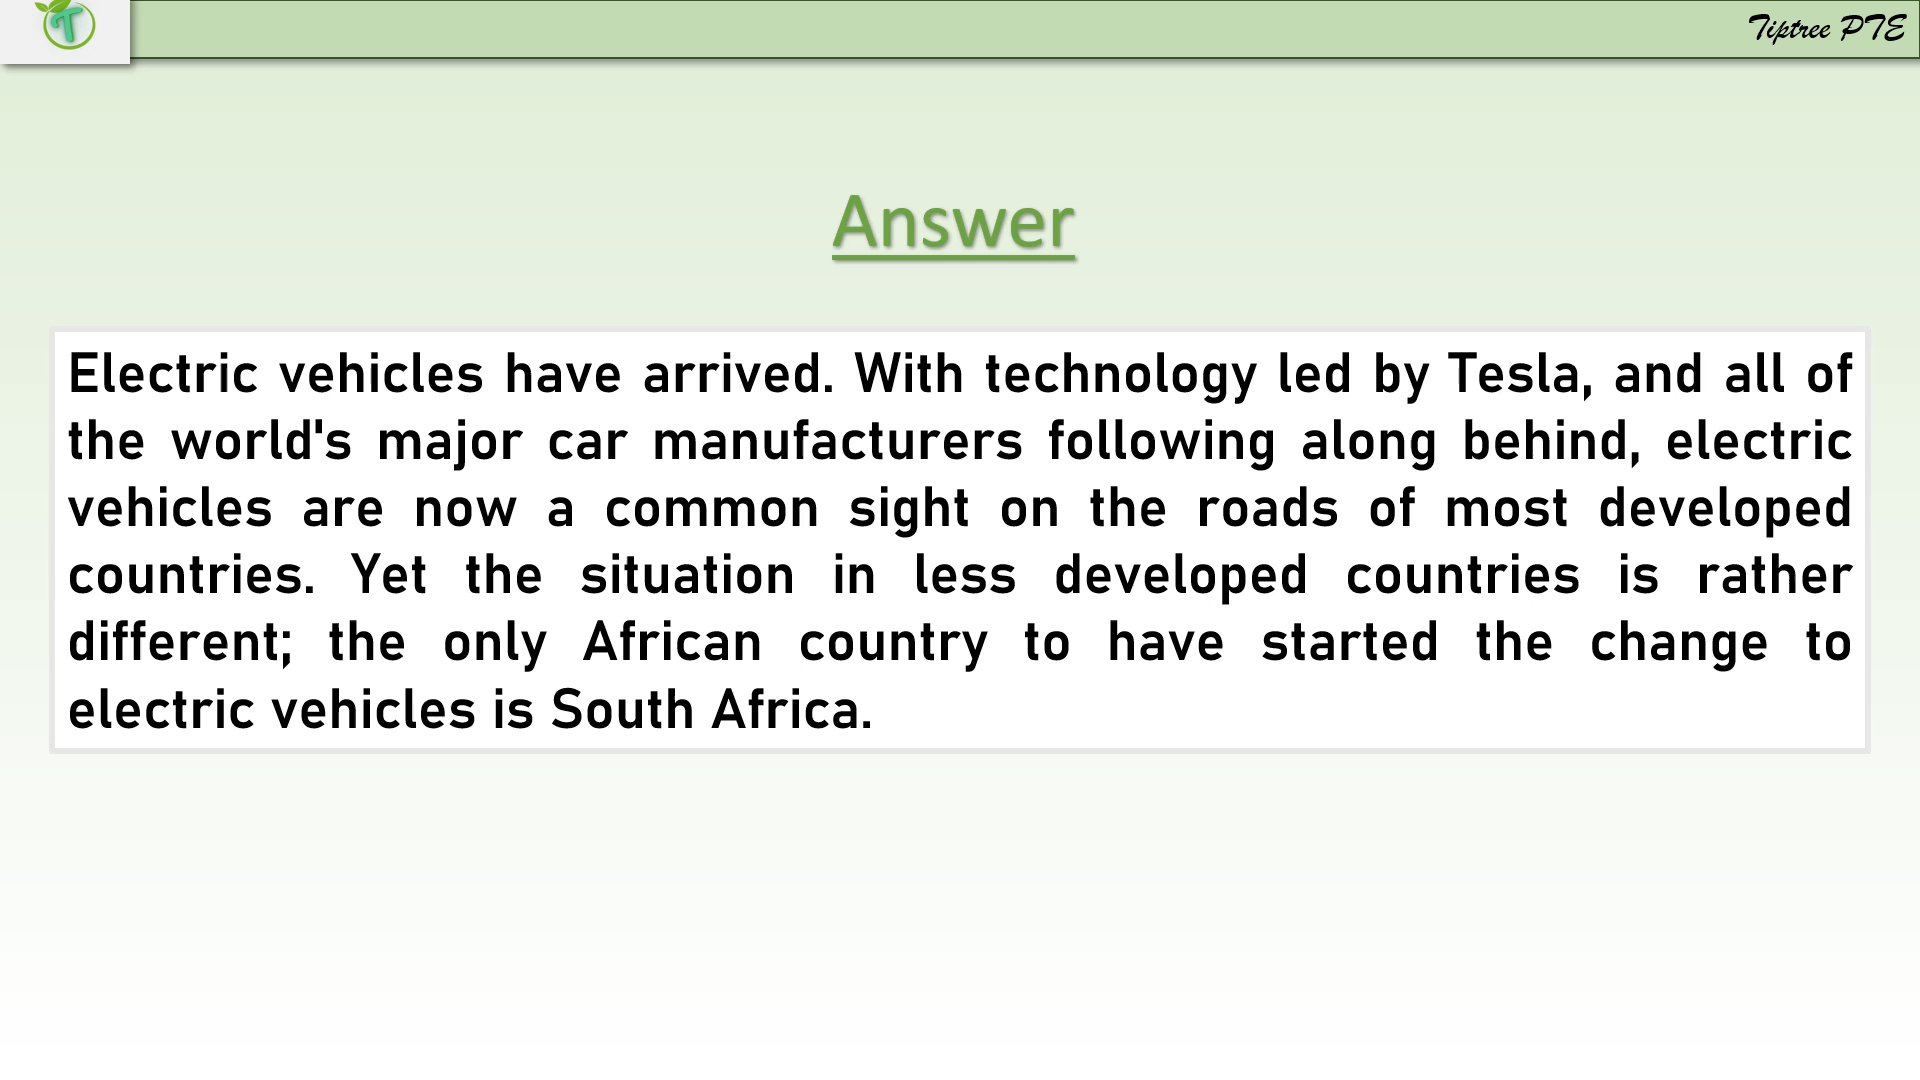 Tiptree PTE
Answer
Electric vehicles have arrived. With technology led by Tesla, and all of
the world's major car manufacturers following along behind, electric
vehicles are now a common sight on the roads of most developed
countries. Yet the situation in less developed countries is rather
different; the only African country to have started the change to
electric vehicles is South Africa.